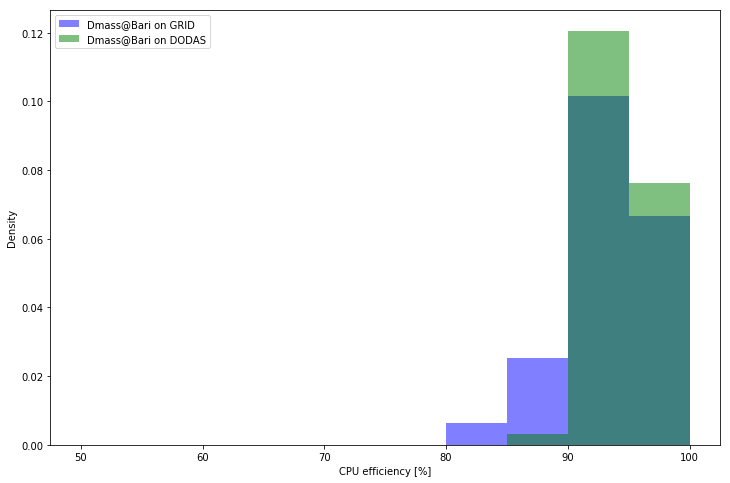 Dmass@Bari on GRID
Dmass@Bari on DODAS
0.12
0.10
0.08
0.06
0.04
0.02
0.00
Density
50 60 70 80 90 100
CPU efficiency [%]